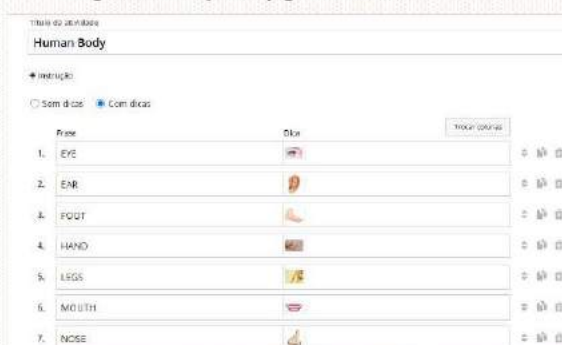 Título da atividade
Human Body
+ Instrução
Sem dicas Com dicas
Frase Dica Trocar colunas
1. EYE
2. EAR
3. FOOT
4. HAND
5. LEGS
6. MOUTH
7. NOSE